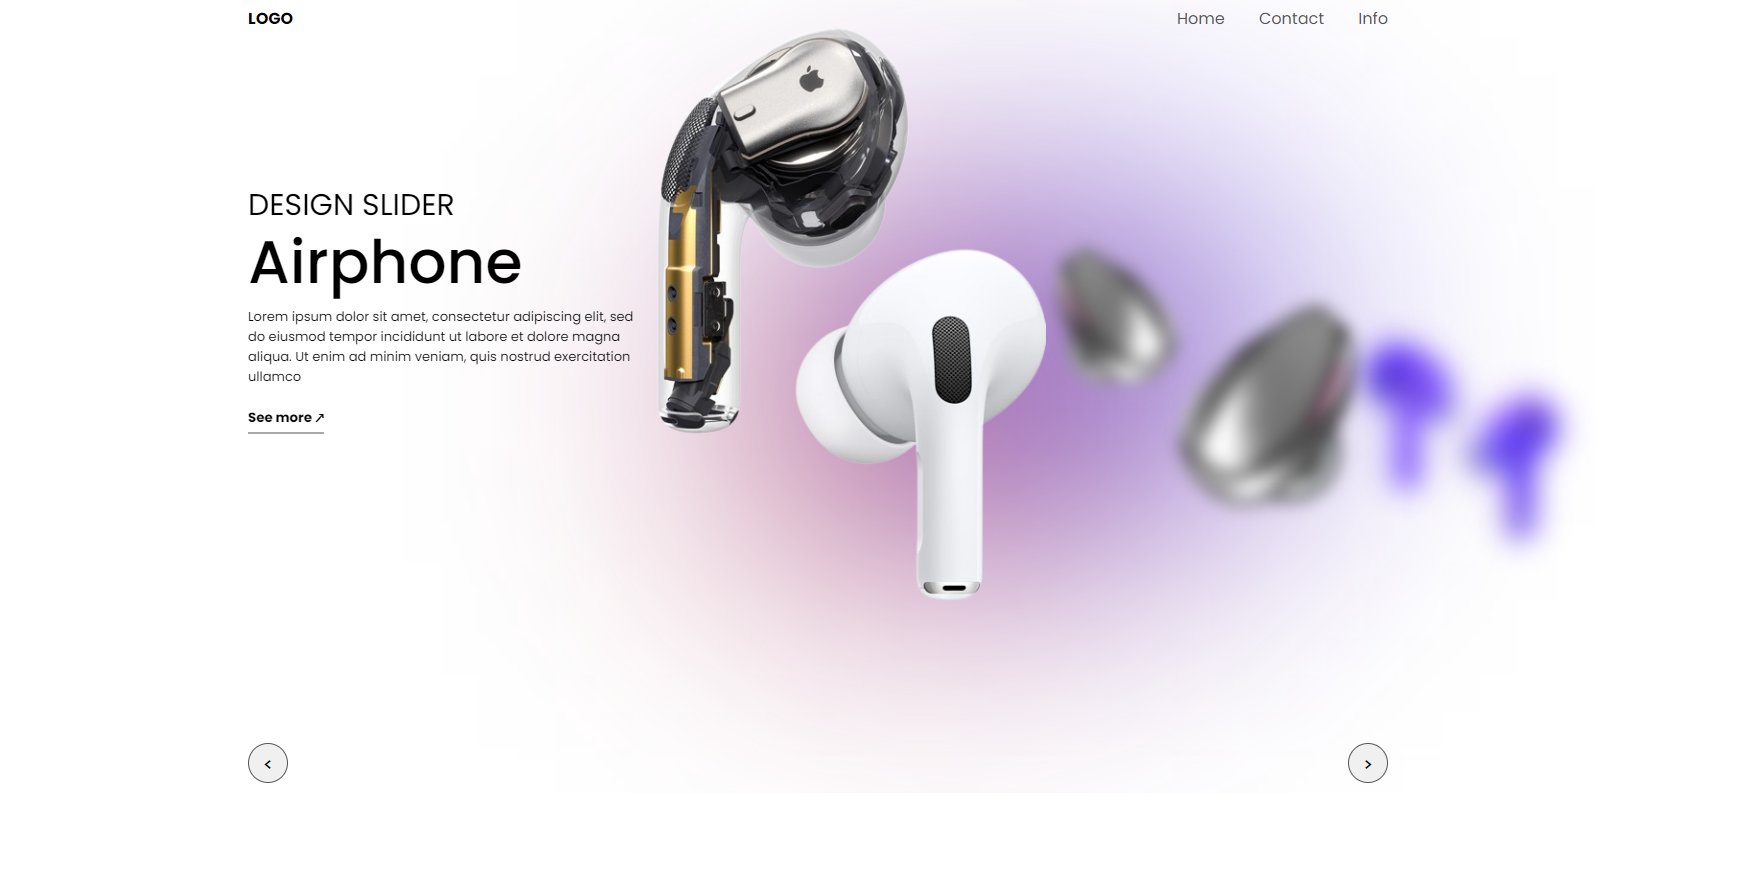 LOGO
Home Contact Info
DESIGN SLIDER
Airphone
Lorem ipsum dolor sit amet, consectetur adipiscing elit, sed
do eiusmod tempor incididunt ut labore et dolore magna
aliqua. Ut enim ad minim veniam, quis nostrud exercitation
ullamco
See more ↗
< >